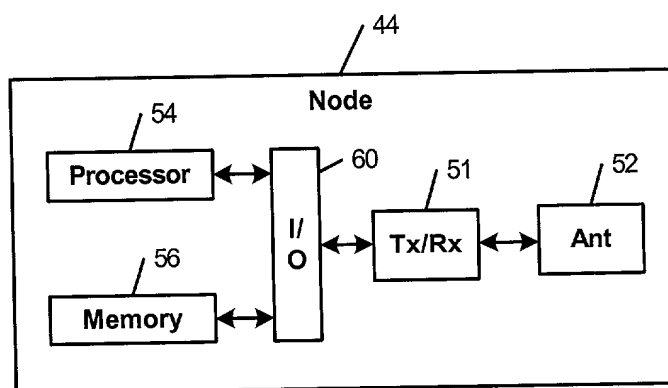 44
Node
54
Processor
60
I/
O
51
Tx/Rx
52
Ant
56
Memory